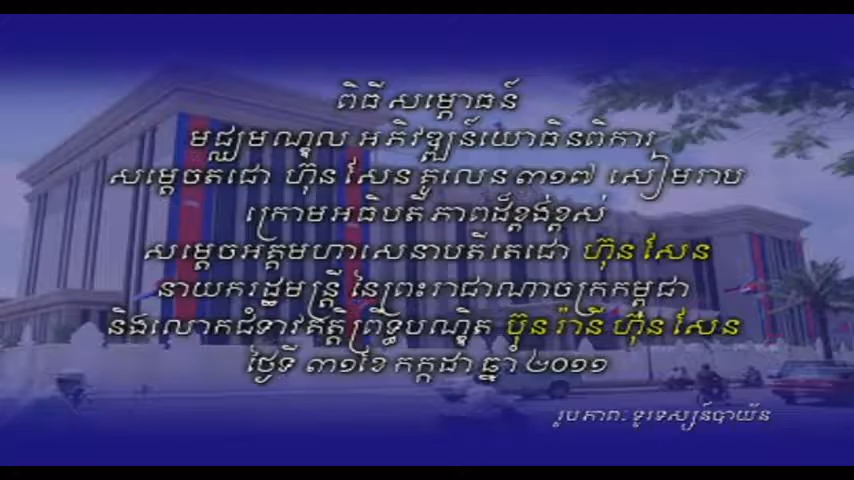 ពិធី សម្ពោធន៍
មជ្ឈមណ្ឌល អភិវឌ្ឍន៍យោធិនពិការ
សម្តេចតេជោ ហ៊ុន សែន គូលេន ៣១៧ សៀមរាប
ក្រោមអធិបតីភាពដ៏ខ្ពង់ខ្ពស់
សម្តេចអគ្គមហាសេនាបតីតេជោ ហ៊ុន សែន
នាយករដ្ឋមន្ត្រី នៃព្រះរាជាណាចក្រកម្ពុជា
និងលោកជំទាវកិត្តិព្រឹទ្ធបណ្ឌិត ប៊ុន រ៉ានី ហ៊ុន សែន
ថ្ងៃទី ៣១ខែ កក្កដា ឆ្នាំ ២០១១
រូបភាព: ទូរទស្សន៍បាយ័ន